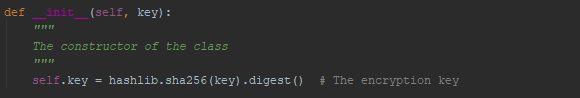 def __init__(self, key):
    """
    The constructor of the class
    """
    self.key = hashlib.sha256(key).digest()  # The encryption key